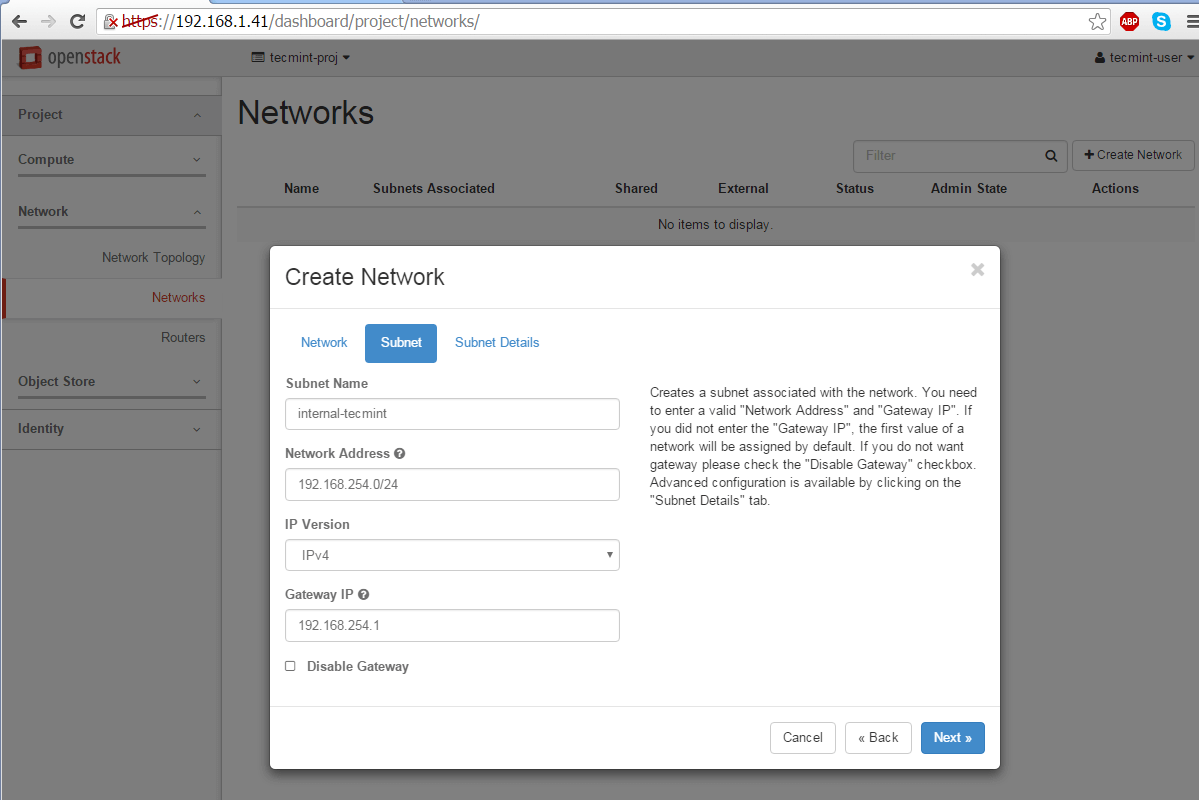 https://192.168.1.41/dashboard/project/networks/
ABP
openstack
tecmint-proj
tecmint-user
Project
Compute
Network
Network Topology
Networks
Routers
Object Store
Identity
Networks
Filter
Create Network
Name Subnets Associated Shared External Status Admin State Actions
No items to display.
Create Network
Network Subnet Subnet Details
Subnet Name
internal-tecmint
Network Address
192.168.254.0/24
IP Version
IPv4
Gateway IP
192.168.254.1
Disable Gateway
Creates a subnet associated with the network. You need
to enter a valid "Network Address" and "Gateway IP". If
you did not enter the "Gateway IP", the first value of a
network will be assigned by default. If you do not want
gateway please check the "Disable Gateway" checkbox.
Advanced configuration is available by clicking on the
"Subnet Details" tab.
Cancel « Back Next »